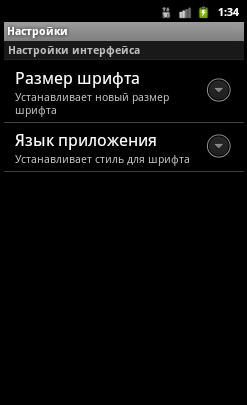 1:34
Настройки
Настройки интерфейса
Размер шрифта
Устанавливает новый размер
шрифта
Язык приложения
Устанавливает стиль для шрифта